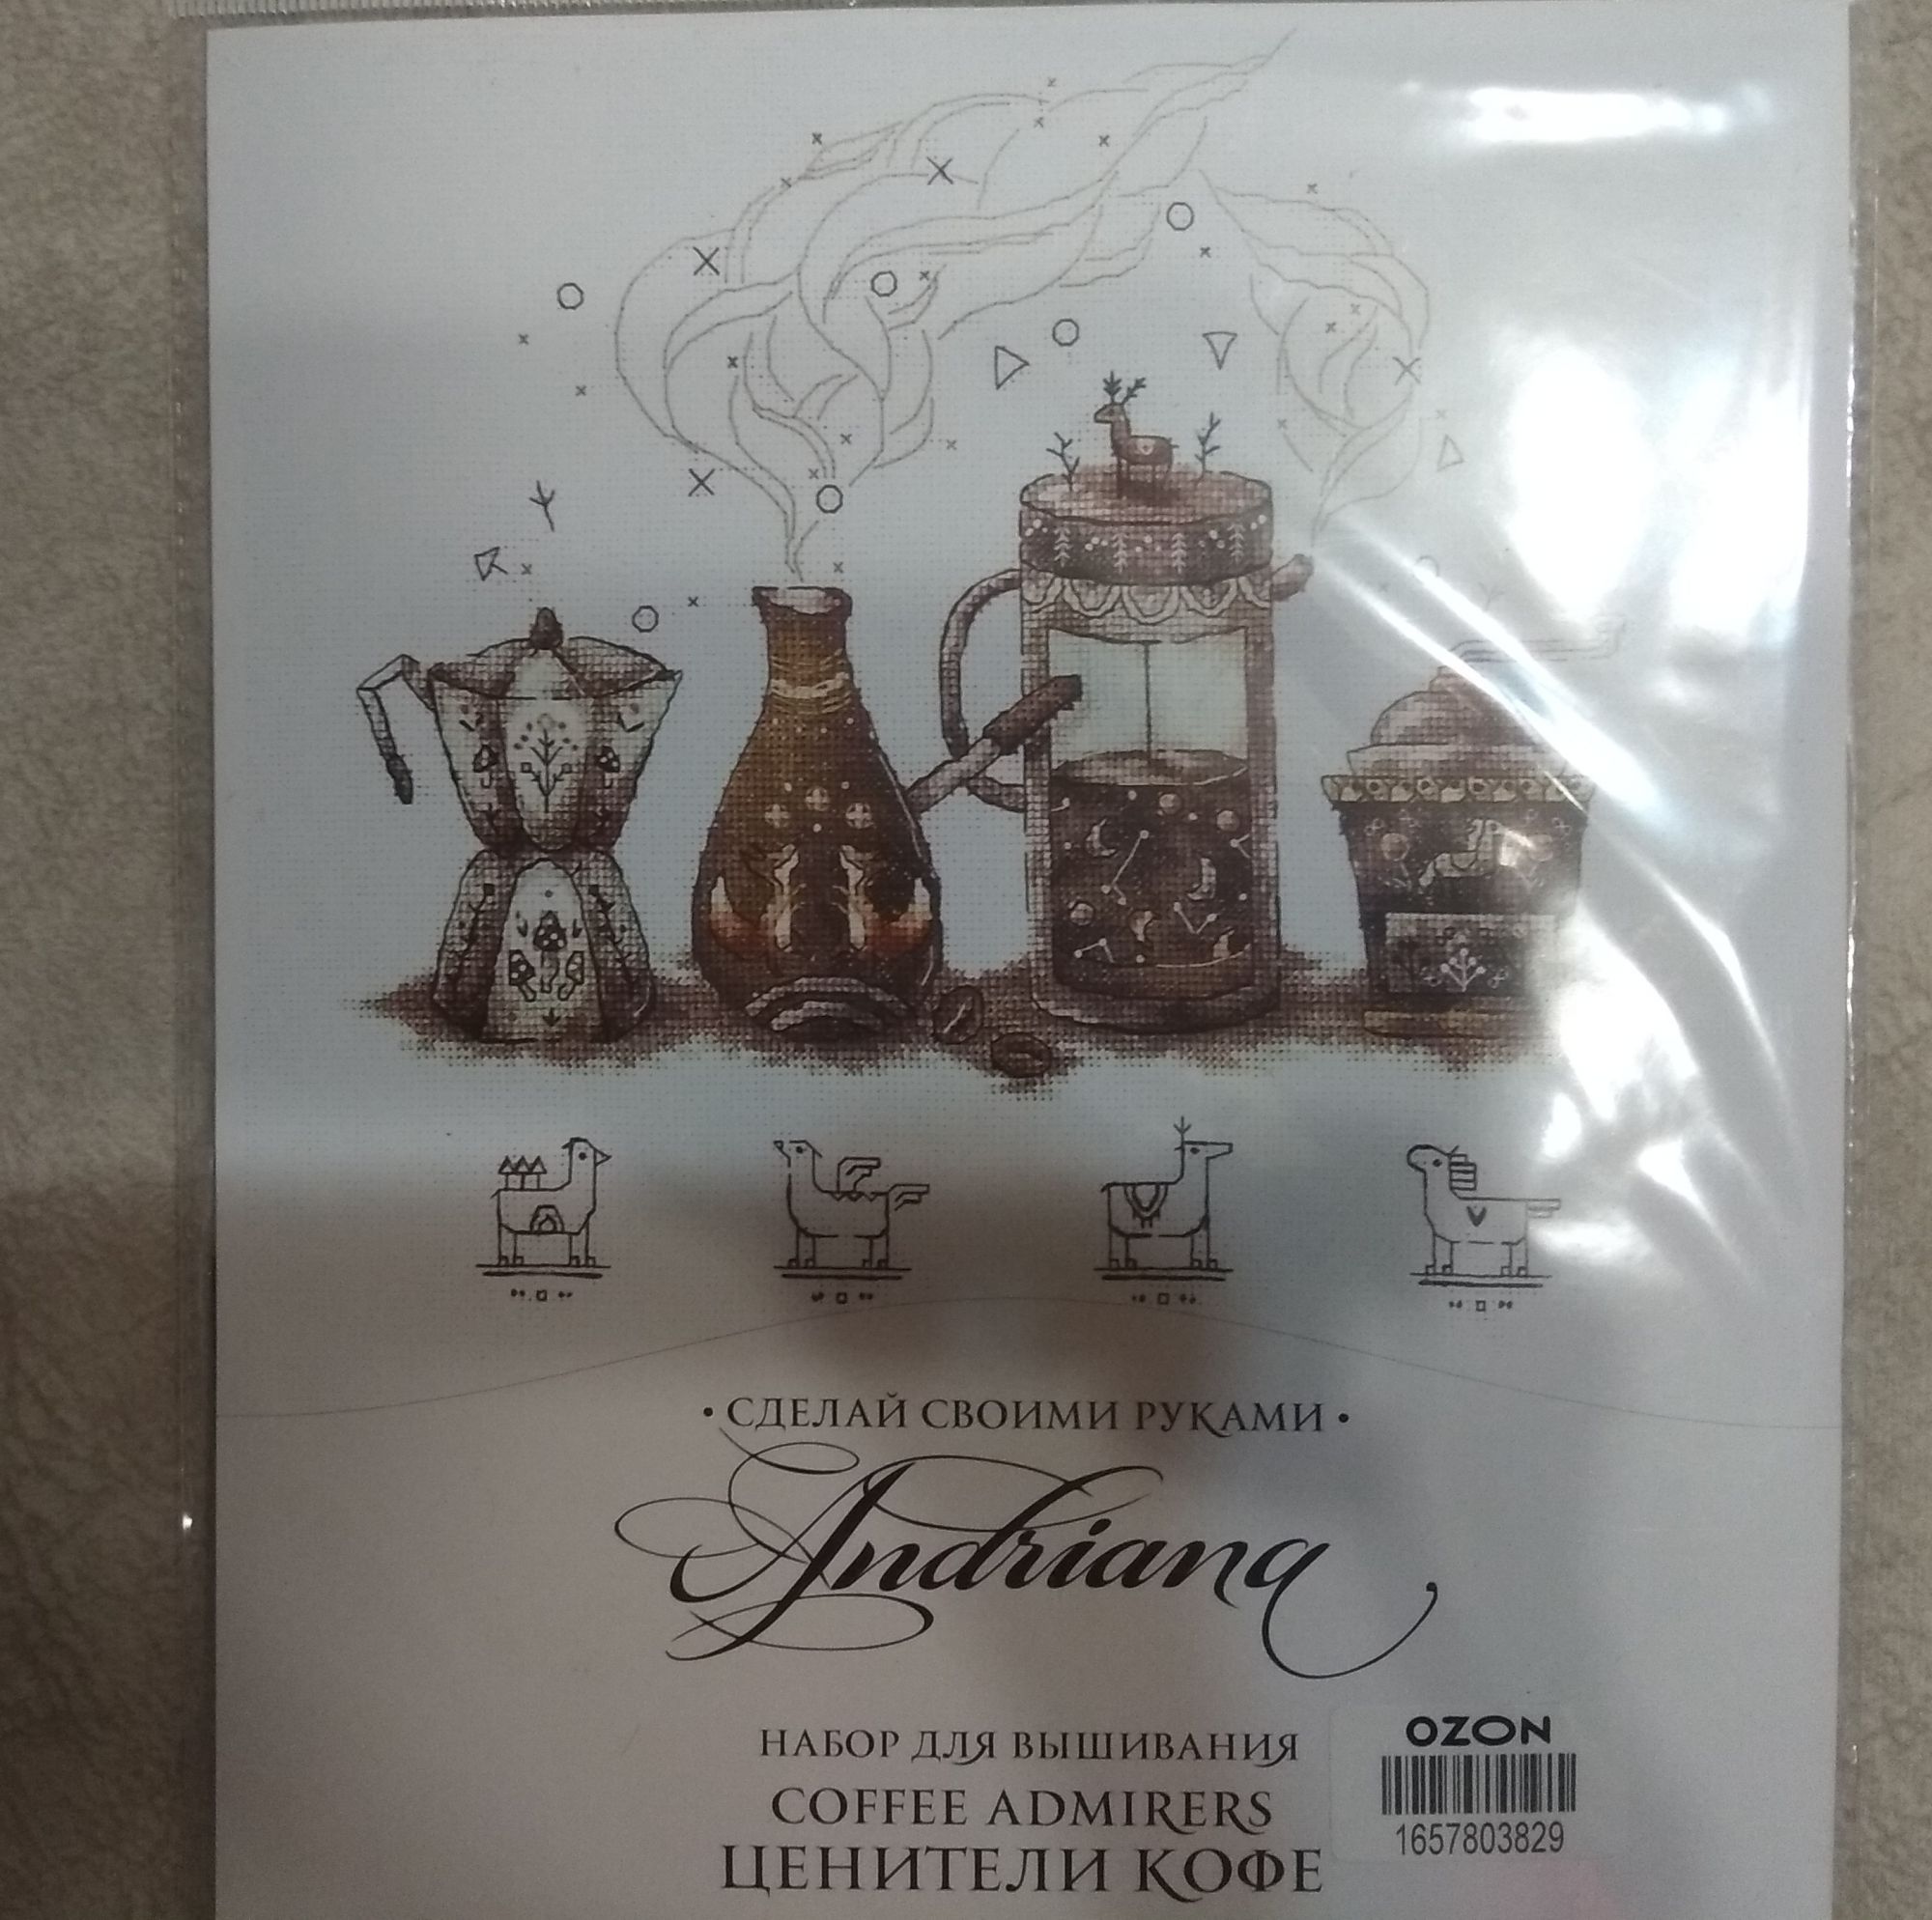 • СДЕЛАЙ СВОИМИ РУКАМИ •
Andriana
НАБОР ДЛЯ ВЫШИВАНИЯ
COFFEE ADMIRERS
ЦЕНИТЕЛИ КОФЕ
OZON
1657803829